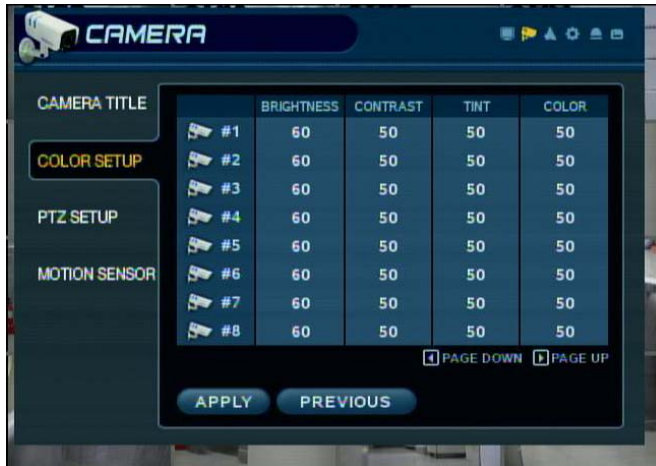 CAMERA
CAMERA TITLE
COLOR SETUP
PTZ SETUP
MOTION SENSOR
BRIGHTNESS CONTRAST TINT COLOR
#1 60 50 50 50
#2 60 50 50 50
#3 60 50 50 50
#4 60 50 50 50
#5 60 50 50 50
#6 60 50 50 50
#7 60 50 50 50
#8 60 50 50 50
PAGE DOWN PAGE UP
APPLY PREVIOUS